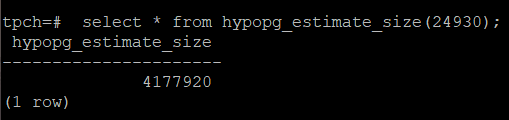 tpch=#  select * from hypopg_estimate_size(24930);
 hypopg_estimate_size
----------------------
              4177920
(1 row)